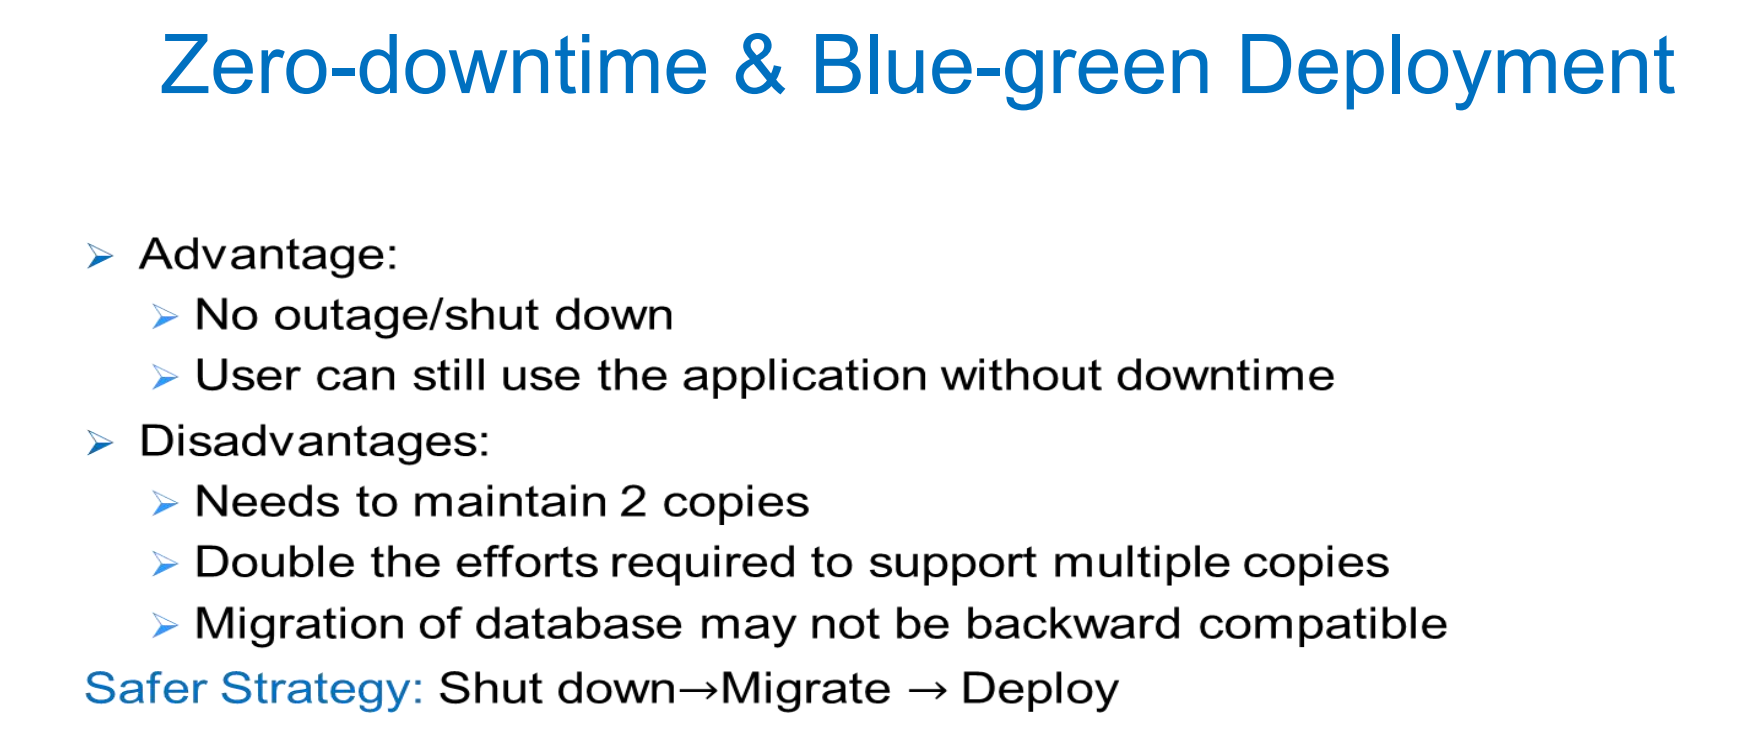 Zero-downtime & Blue-green Deployment
➢ Advantage:
➢ No outage/shut down
➢ User can still use the application without downtime
➢ Disadvantages:
➢ Needs to maintain 2 copies
➢ Double the efforts required to support multiple copies
➢ Migration of database may not be backward compatible
Safer Strategy: Shut down→Migrate → Deploy